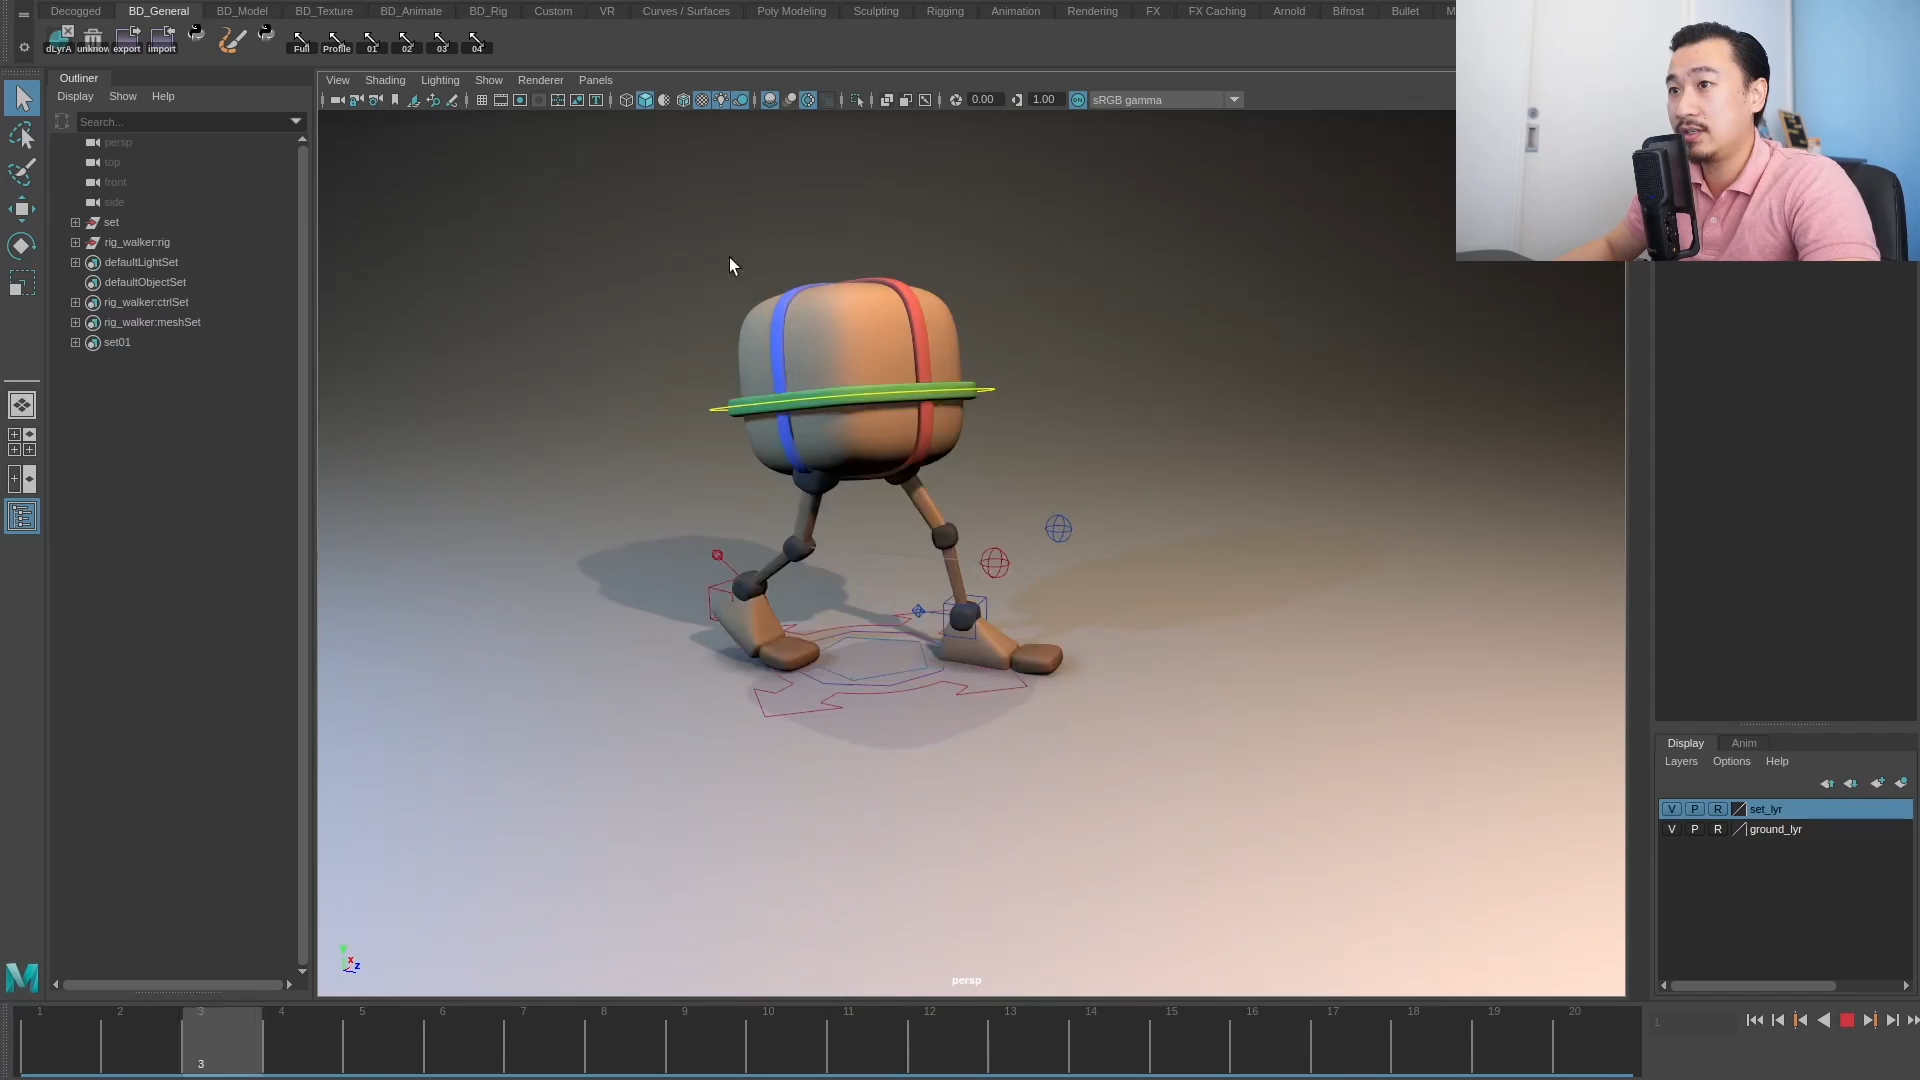 Decogged BD_General BD_Model BD_Texture BD_Animate BD_Rig Custom VR Curves / Surfaces Poly Modeling Sculpting Rigging Animation Rendering FX FX Caching Arnold Bifrost Bullet M
dLyrA unknow export import Full Profile 01 02 03 04
Outliner
Display Show Help
Search...
persp
top
front
side
set
rig_walker:rig
defaultLightSet
defaultObjectSet
rig_walker:ctrlSet
rig_walker:meshSet
set01
View Shading Lighting Show Renderer Panels
0.00 1.00 ON sRGB gamma
y
x
z
persp
Display Anim
Layers Options Help
V P R set_lyr
V P R ground_lyr
M
1 2 3 4 5 6 7 8 9 10 11 12 13 14 15 16 17 18 19 20
3
1